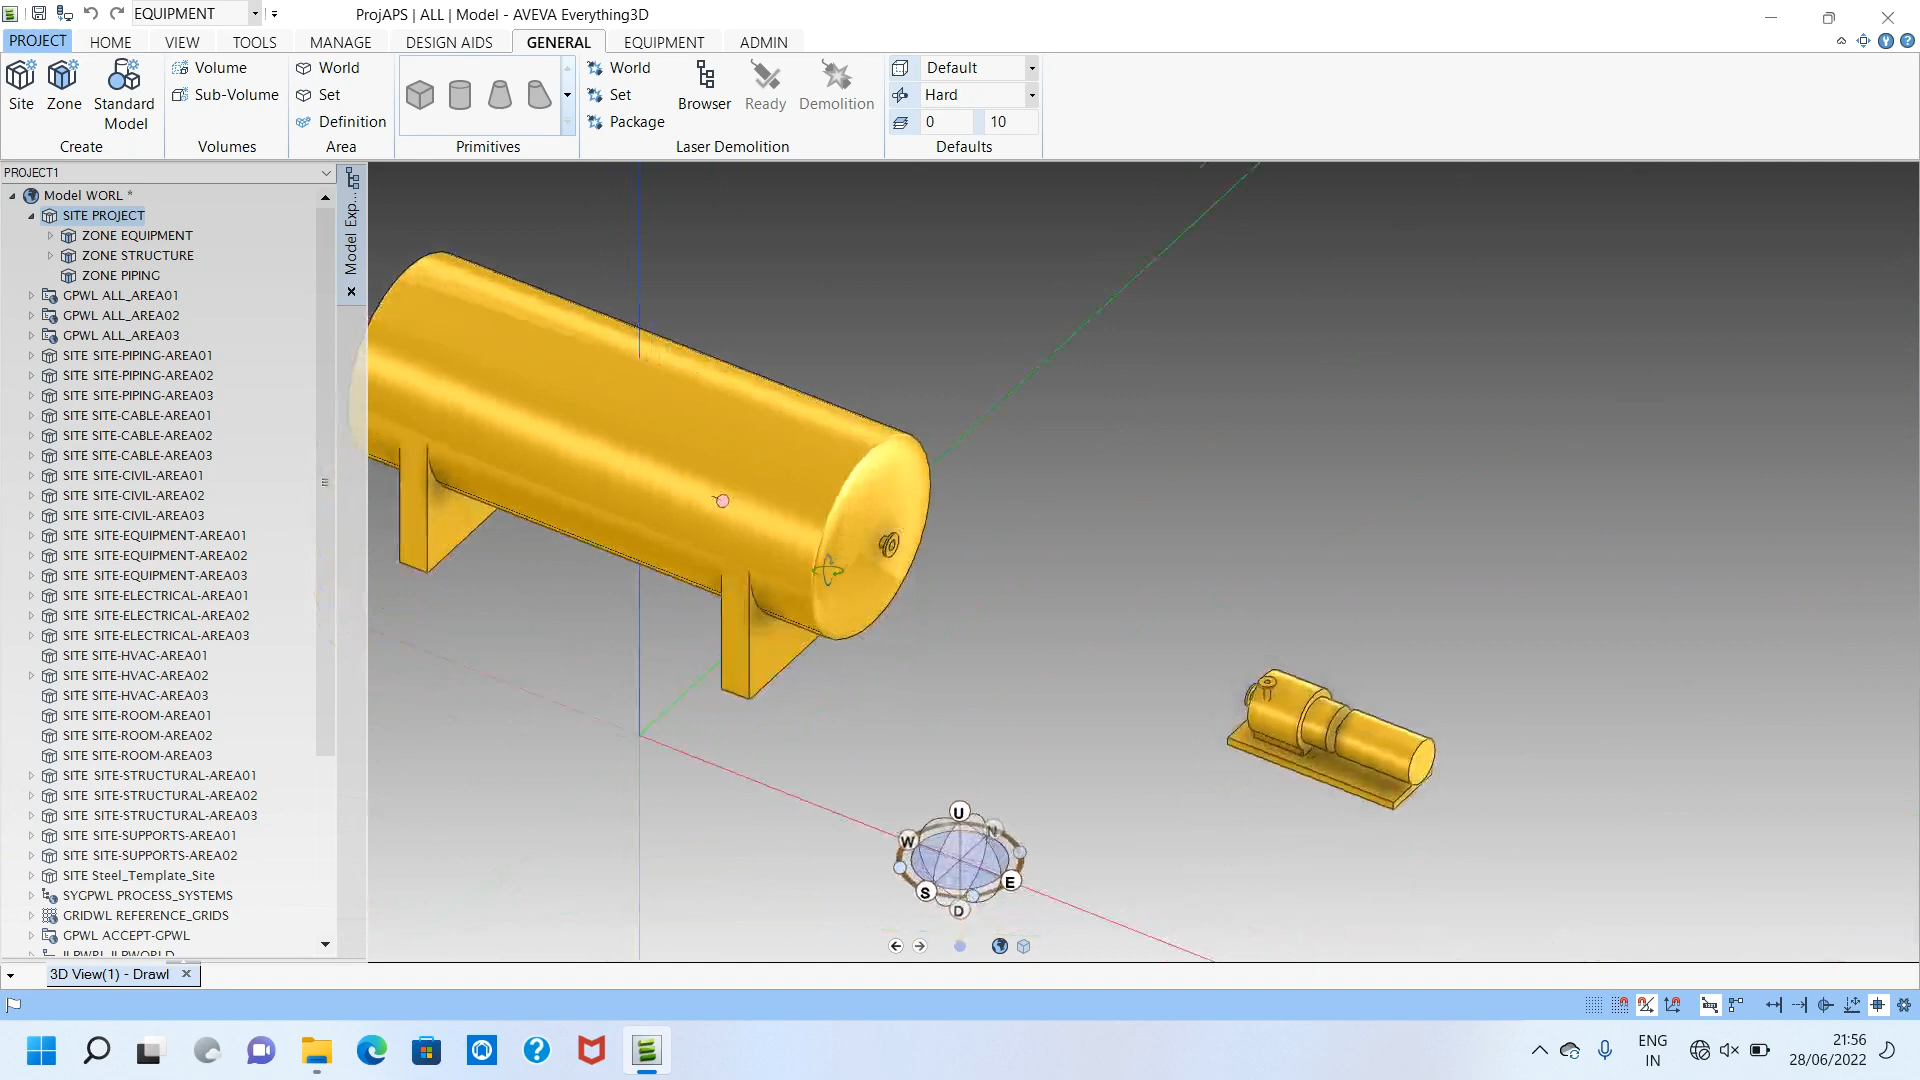 EQUIPMENT
ProjAPS | ALL | Model - AVEVA Everything3D
PROJECT HOME VIEW TOOLS MANAGE DESIGN AIDS GENERAL EQUIPMENT ADMIN
Site
Zone
Standard
Model
Create
Volume
Sub-Volume
Volumes
World
Set
Definition
Area
Primitives
World
Set
Package
Browser
Ready
Demolition
Laser Demolition
Default
Hard
0 10
Defaults
PROJECT1
Model Exp...
Model WORL *
SITE PROJECT
ZONE EQUIPMENT
ZONE STRUCTURE
ZONE PIPING
GPWL ALL_AREA01
GPWL ALL_AREA02
GPWL ALL_AREA03
SITE SITE-PIPING-AREA01
SITE SITE-PIPING-AREA02
SITE SITE-PIPING-AREA03
SITE SITE-CABLE-AREA01
SITE SITE-CABLE-AREA02
SITE SITE-CABLE-AREA03
SITE SITE-CIVIL-AREA01
SITE SITE-CIVIL-AREA02
SITE SITE-CIVIL-AREA03
SITE SITE-EQUIPMENT-AREA01
SITE SITE-EQUIPMENT-AREA02
SITE SITE-EQUIPMENT-AREA03
SITE SITE-ELECTRICAL-AREA01
SITE SITE-ELECTRICAL-AREA02
SITE SITE-ELECTRICAL-AREA03
SITE SITE-HVAC-AREA01
SITE SITE-HVAC-AREA02
SITE SITE-HVAC-AREA03
SITE SITE-ROOM-AREA01
SITE SITE-ROOM-AREA02
SITE SITE-ROOM-AREA03
SITE SITE-STRUCTURAL-AREA01
SITE SITE-STRUCTURAL-AREA02
SITE SITE-STRUCTURAL-AREA03
SITE SITE-SUPPORTS-AREA01
SITE SITE-SUPPORTS-AREA02
SITE Steel_Template_Site
SYGPWL PROCESS_SYSTEMS
GRIDWL REFERENCE_GRIDS
GPWL ACCEPT-GPWL
U
N
W
E
S
D
3D View(1) - Drawl
ENG
IN
21:56
28/06/2022